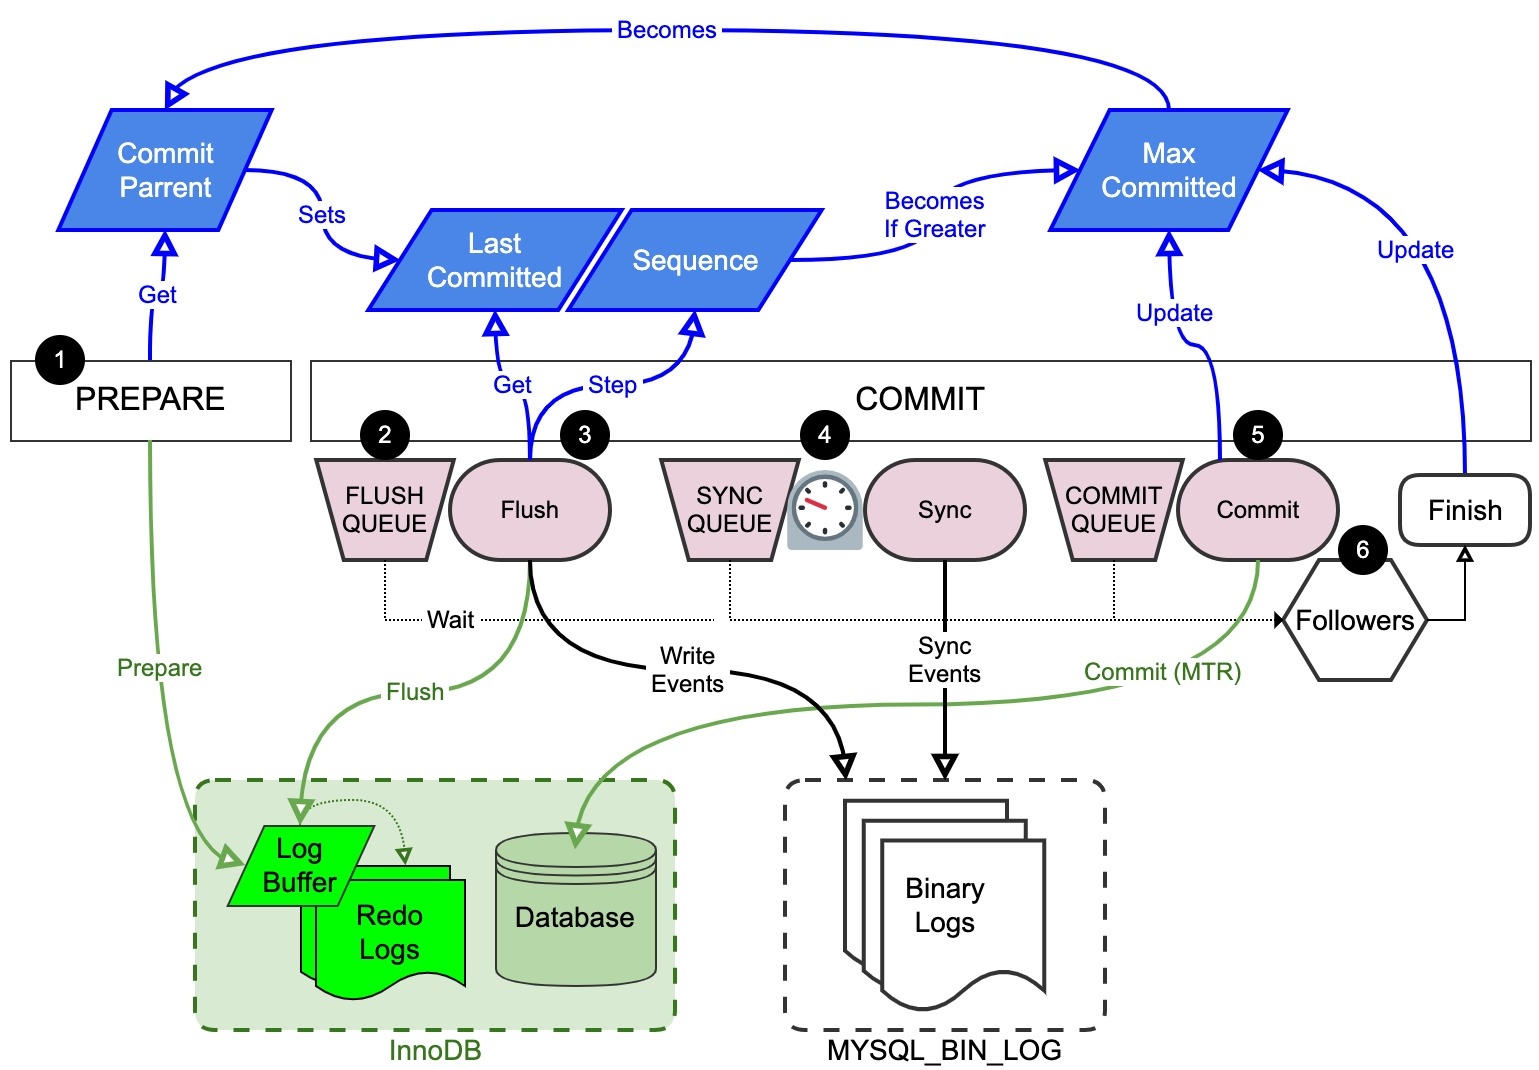 Becomes
Commit
Parrent
Max
Committed
Sets
Becomes
If Greater
Last
Committed
Sequence
Update
Get
Update
1
PREPARE
Get
Step
COMMIT
2
3
4
5
FLUSH
QUEUE
Flush
SYNC
QUEUE
Sync
COMMIT
QUEUE
Commit
Finish
6
Wait
Followers
Prepare
Flush
Write
Events
Sync
Events
Commit (MTR)
Log
Buffer
Redo
Logs
Database
Binary
Logs
InnoDB
MYSQL_BIN_LOG